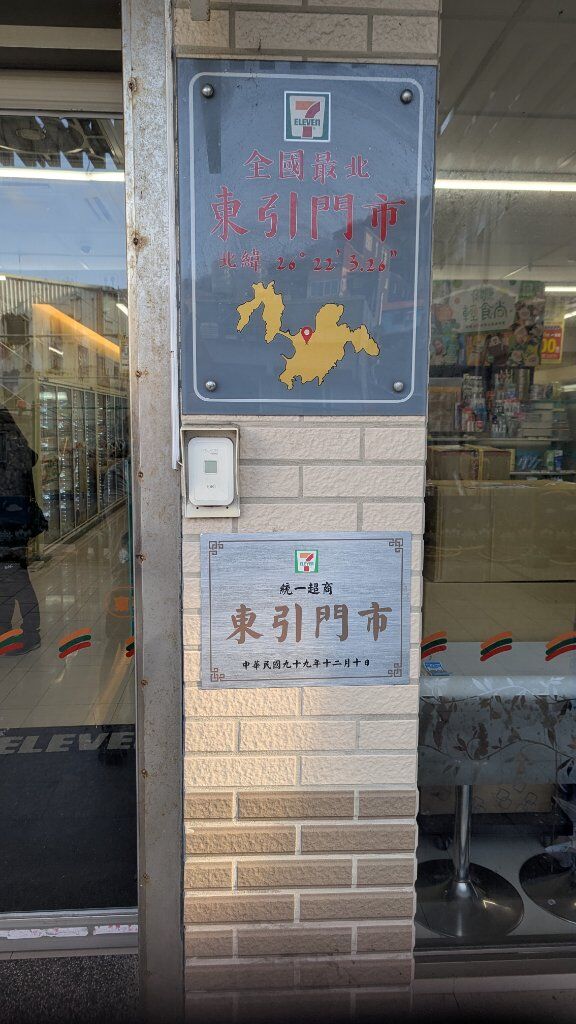 7
ELEVEN
全國最北
東引門市
北緯 26° 22' 3.26"
7
ELEVEN
統一超商
東引門市
中華民國九十九年十二月十日
ELEVE